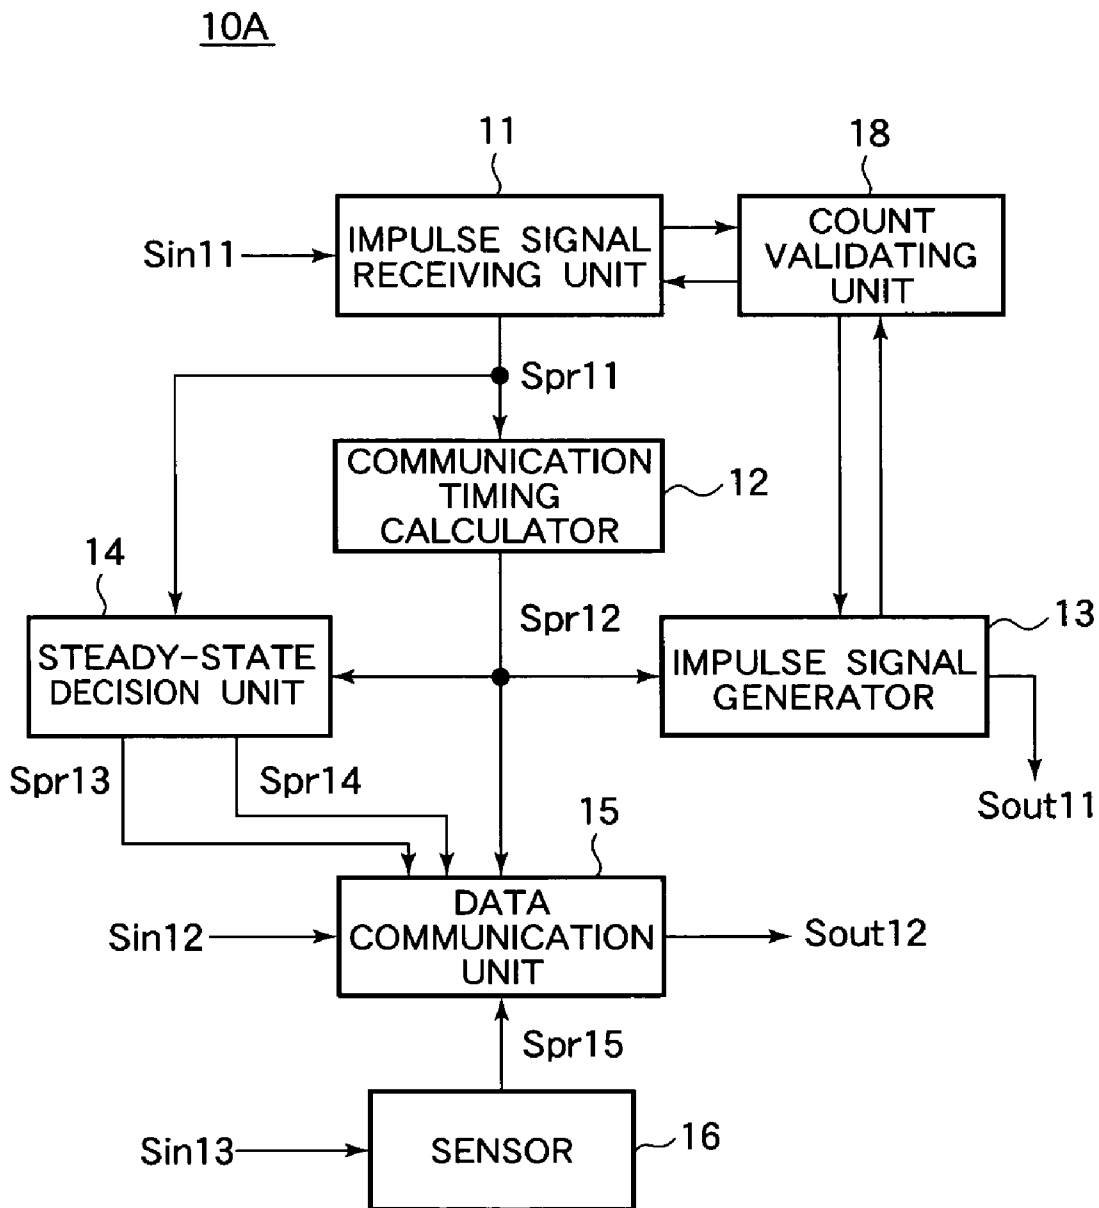 10A
11
18
Sin11
IMPULSE SIGNAL
RECEIVING UNIT
COUNT
VALIDATING
UNIT
Spr11
COMMUNICATION
TIMING
CALCULATOR
12
14
Spr12
13
STEADY-STATE
DECISION UNIT
IMPULSE SIGNAL
GENERATOR
Spr13
Spr14
Sout11
15
Sin12
DATA
COMMUNICATION
UNIT
Sout12
Spr15
Sin13
SENSOR
16